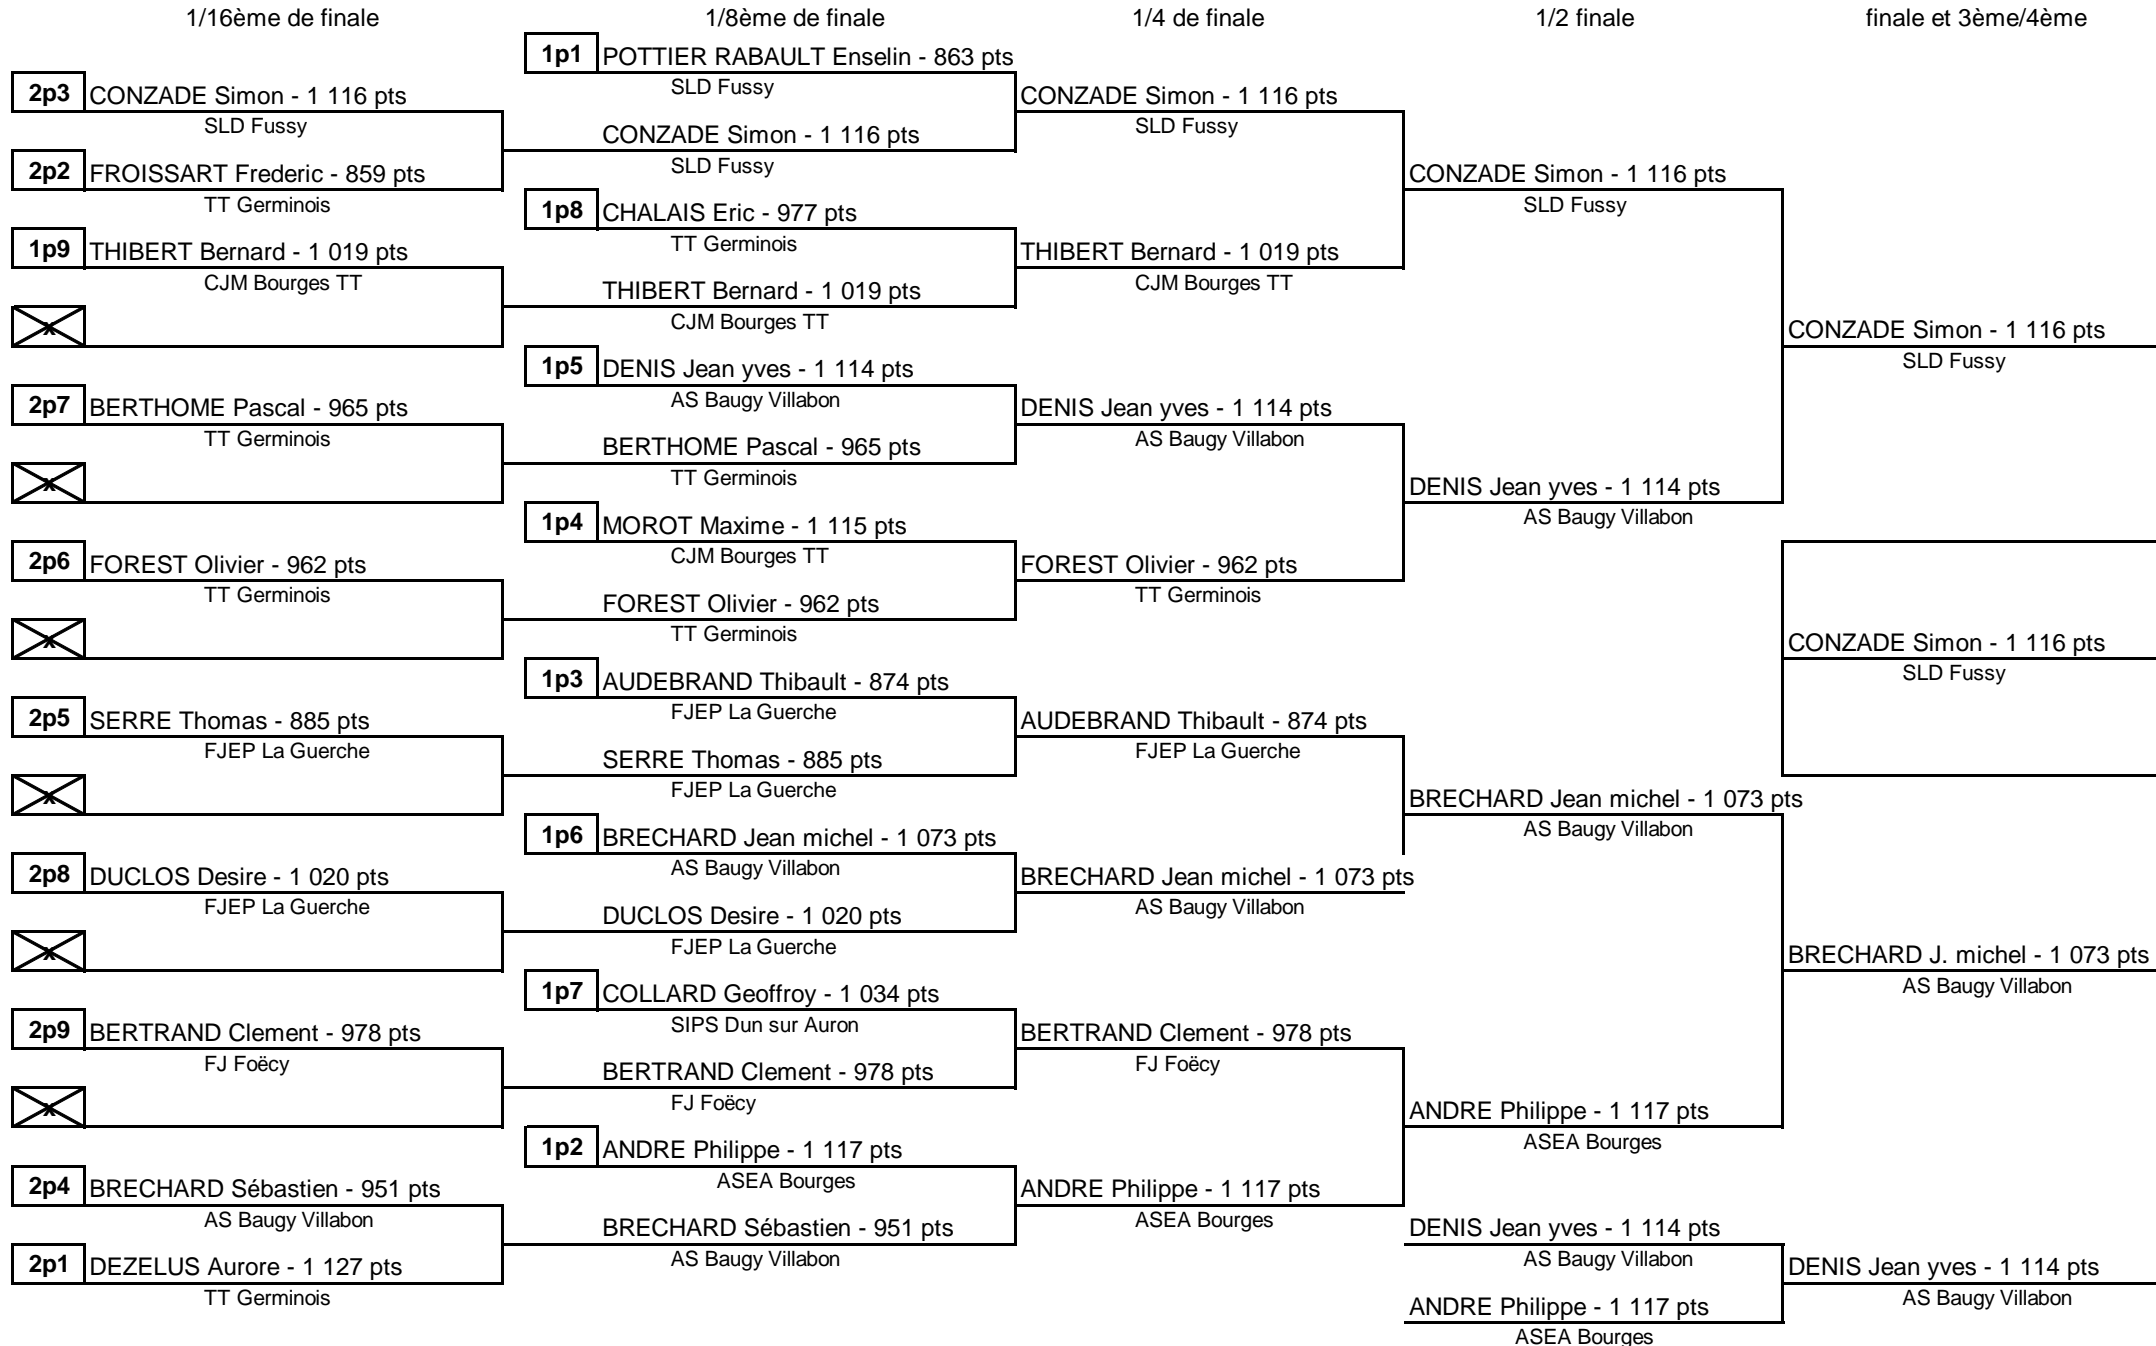 1/16ème de finale
1/8ème de finale
1/4 de finale
1/2 finale
finale et 3ème/4ème
2p3 CONZADE Simon - 1 116 pts
SLD Fussy
2p2 FROISSART Frederic - 859 pts
TT Germinois
1p9 THIBERT Bernard - 1 019 pts
CJM Bourges TT
x
2p7 BERTHOME Pascal - 965 pts
TT Germinois
x
2p6 FOREST Olivier - 962 pts
TT Germinois
x
2p5 SERRE Thomas - 885 pts
FJEP La Guerche
x
2p8 DUCLOS Desire - 1 020 pts
FJEP La Guerche
x
2p9 BERTRAND Clement - 978 pts
FJ Foëcy
x
2p4 BRECHARD Sébastien - 951 pts
AS Baugy Villabon
2p1 DEZELUS Aurore - 1 127 pts
TT Germinois
1p1 POTTIER RABAULT Enselin - 863 pts
SLD Fussy
CONZADE Simon - 1 116 pts
SLD Fussy
1p8 CHALAIS Eric - 977 pts
TT Germinois
THIBERT Bernard - 1 019 pts
CJM Bourges TT
1p5 DENIS Jean yves - 1 114 pts
AS Baugy Villabon
BERTHOME Pascal - 965 pts
TT Germinois
1p4 MOROT Maxime - 1 115 pts
CJM Bourges TT
FOREST Olivier - 962 pts
TT Germinois
1p3 AUDEBRAND Thibault - 874 pts
FJEP La Guerche
SERRE Thomas - 885 pts
FJEP La Guerche
1p6 BRECHARD Jean michel - 1 073 pts
AS Baugy Villabon
DUCLOS Desire - 1 020 pts
FJEP La Guerche
1p7 COLLARD Geoffroy - 1 034 pts
SIPS Dun sur Auron
BERTRAND Clement - 978 pts
FJ Foëcy
1p2 ANDRE Philippe - 1 117 pts
ASEA Bourges
BRECHARD Sébastien - 951 pts
AS Baugy Villabon
CONZADE Simon - 1 116 pts
SLD Fussy
THIBERT Bernard - 1 019 pts
CJM Bourges TT
DENIS Jean yves - 1 114 pts
AS Baugy Villabon
FOREST Olivier - 962 pts
TT Germinois
AUDEBRAND Thibault - 874 pts
FJEP La Guerche
BRECHARD Jean michel - 1 073 pts
AS Baugy Villabon
BERTRAND Clement - 978 pts
FJ Foëcy
ANDRE Philippe - 1 117 pts
ASEA Bourges
CONZADE Simon - 1 116 pts
SLD Fussy
DENIS Jean yves - 1 114 pts
AS Baugy Villabon
BRECHARD Jean michel - 1 073 pts
AS Baugy Villabon
ANDRE Philippe - 1 117 pts
ASEA Bourges
DENIS Jean yves - 1 114 pts
AS Baugy Villabon
ANDRE Philippe - 1 117 pts
ASEA Bourges
CONZADE Simon - 1 116 pts
SLD Fussy
CONZADE Simon - 1 116 pts
SLD Fussy
BRECHARD J. michel - 1 073 pts
AS Baugy Villabon
DENIS Jean yves - 1 114 pts
AS Baugy Villabon